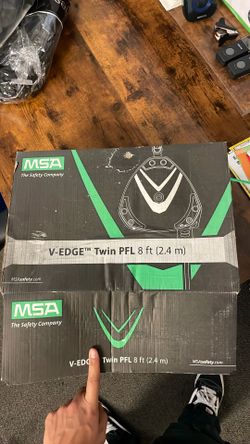 MSA
The Safety Company
V-EDGE™ Twin PFL 8 ft (2.4 m)
MSAsafety.com
MSA
The Safety Company
V-EDGE™ Twin PFL 8 ft (2.4 m)
MSAsafety.com